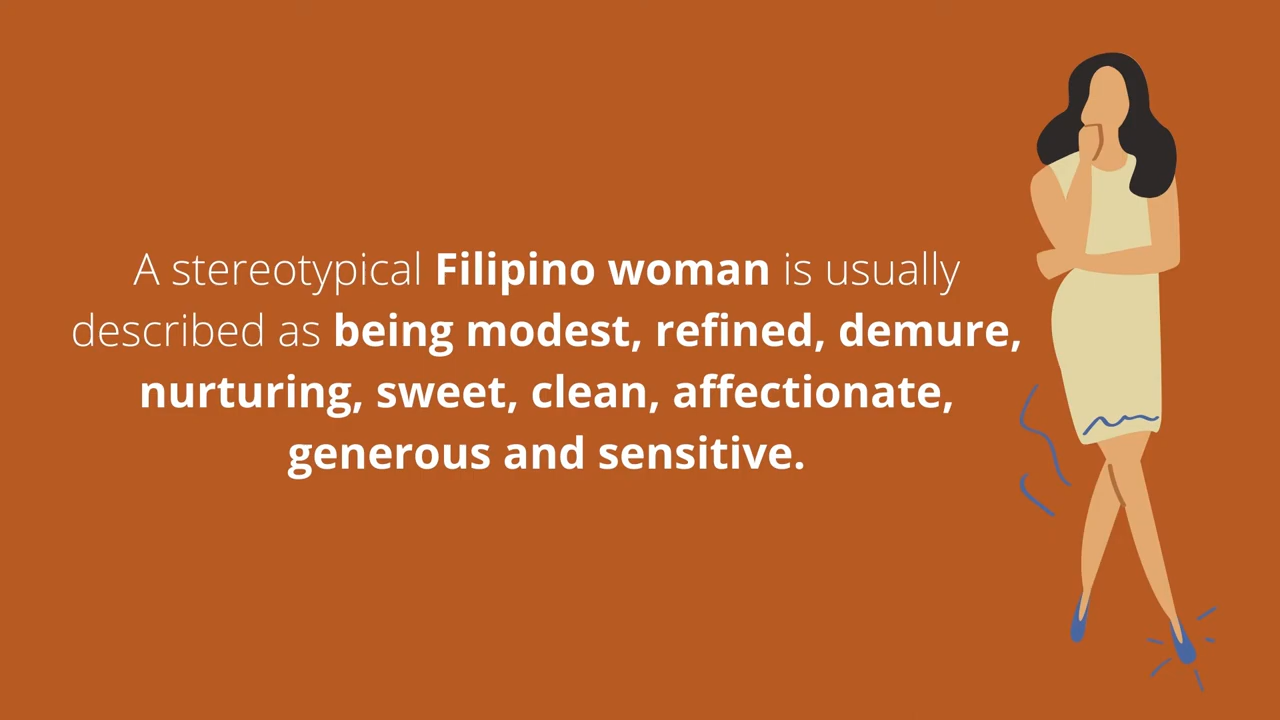 A stereotypical Filipino woman is usually
described as being modest, refined, demure,
nurturing, sweet, clean, affectionate,
generous and sensitive.